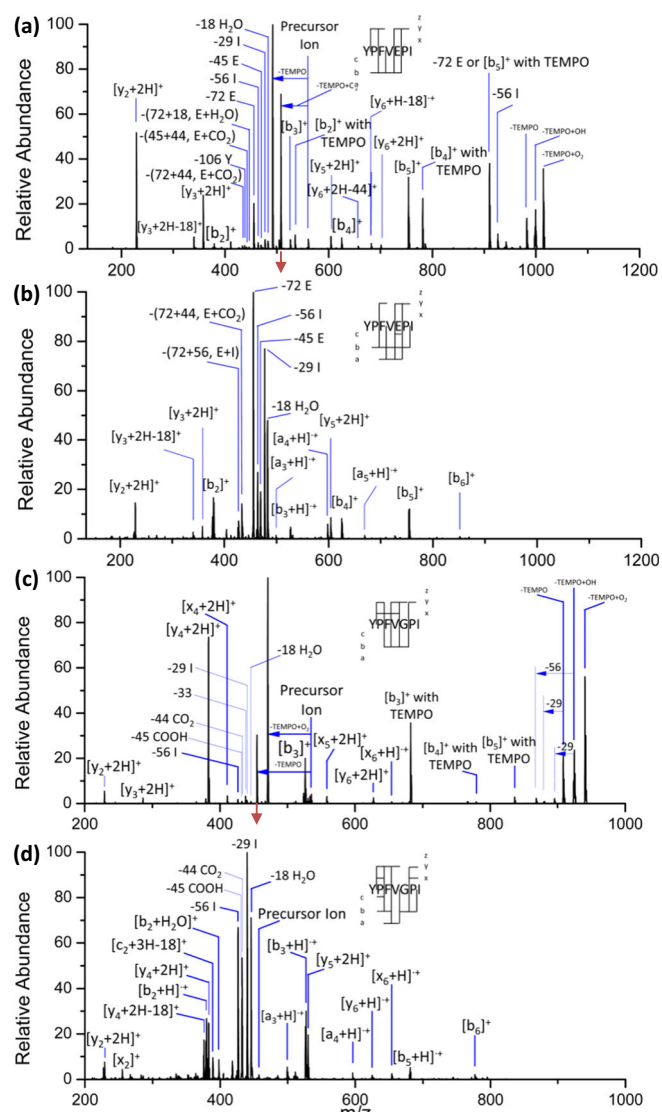 (a)
-18 H2O
-29 I
-45 E
-56 I
-72 E
-(72+18, E+H2O)
-(45+44, E+CO2)
-106 Y
-(72+44, E+CO2)
[y3+2H]+
[y3+2H-18]+
[y2+2H]+
[b2]+
Precursor
Ion
-TEMPO
[b3]+
[b2]+ with
TEMPO
[y5+2H]+
[y6+2H-44]+
[b4]+
[y6+H-18]·+
[y6+2H]+
[b5]+
[b4]+ with
TEMPO
-72 E or [b5]+ with TEMPO
-56 I
-TEMPO
-TEMPO+OH
-TEMPO+O2
z
y
x
YPFVEPI
c
b
a
Relative Abundance
100
80
60
40
20
0
200 400 600 800 1000 1200
(b)
-72 E
-(72+44, E+CO2)
-56 I
-(72+56, E+I)
-45 E
-29 I
-18 H2O
[y3+2H]+
[y3+2H-18]+
[y2+2H]+
[b2]+
[y5+2H]+
[a4+H]·+
[a3+H]·+
[b3+H]·+
[b4]+
[a5+H]·+
[b5]+
[b6]+
z
y
x
YPFVEPI
c
b
a
Relative Abundance
100
80
60
40
20
0
200 400 600 800 1000 1200
(c)
[x4+2H]+
[y4+2H]+
-29 I
-33
-44 CO2
-45 COOH
-56 I
-18 H2O
[y2+2H]+
[y3+2H]+
Precursor
Ion
-TEMPO+O2
[b3]+
-TEMPO
[x5+2H]+
[y6+2H]+
[x6+H]·+
[b3]+ with
TEMPO
[b4]+ with
TEMPO
[b5]+ with
TEMPO
-TEMPO
-TEMPO+OH
-TEMPO+O2
-56
-29
-29
z
y
x
YPFVGPI
c
b
a
Relative Abundance
100
80
60
40
20
0
200 400 600 800 1000
(d)
-29 I
-44 CO2
-45 COOH
-18 H2O
-56 I
Precursor Ion
[b2+H2O]+
[c2+3H-18]+
[y4+2H]+
[b2+H]·+
[y4+2H-18]+
[y2+2H]+
[x2]+
[b3+H]·+
[y5+2H]+
[a3+H]·+
[a4+H]·+
[y6+H]·+
[x6+H]·+
[b5+H]·+
[b6]+
z
y
x
YPFVGPI
c
b
a
Relative Abundance
100
80
60
40
20
0
200 400 600 800 1000
m/z